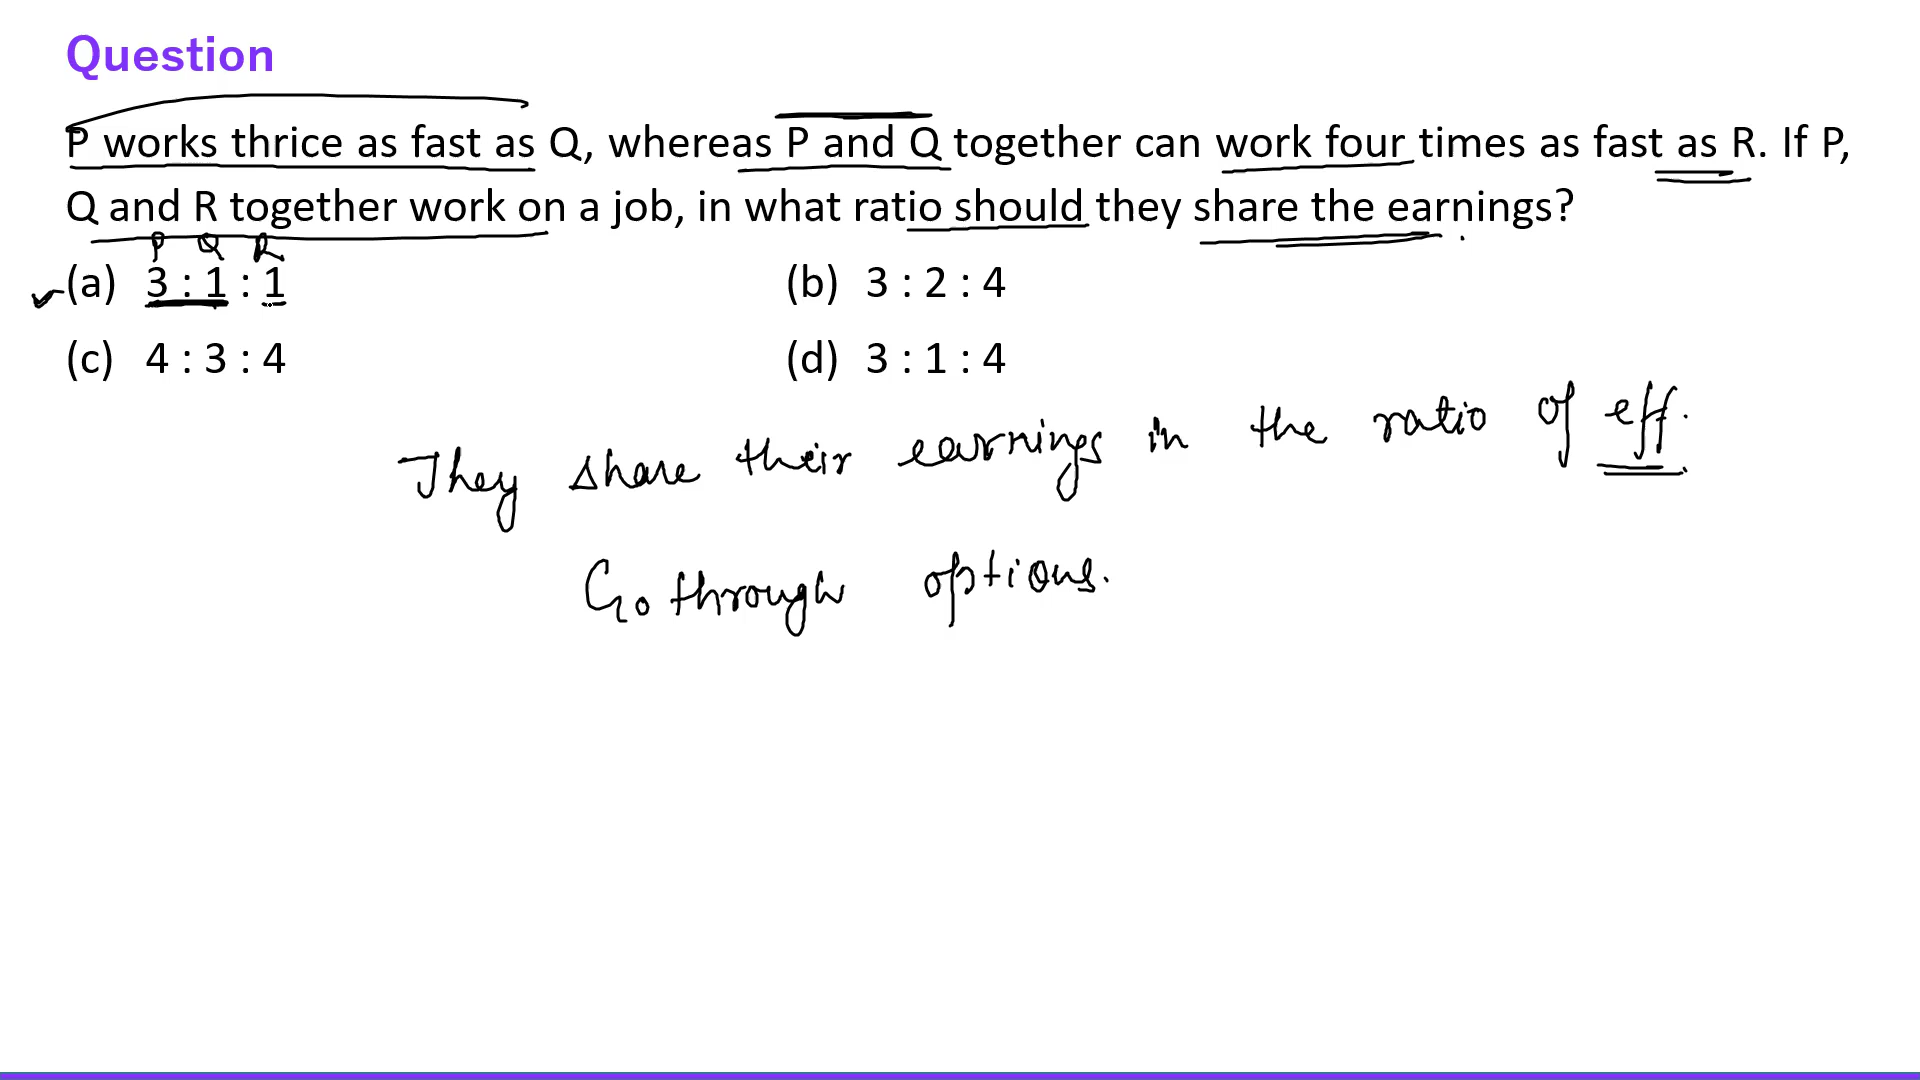 Question
P works thrice as fast as Q, whereas P and Q together can work four times as fast as R. If P,
Q and R together work on a job, in what ratio should they share the earnings?
P Q R
(a) 3 : 1 : 1 (b) 3 : 2 : 4
(c) 4 : 3 : 4 (d) 3 : 1 : 4
They share their earnings in the ratio of eff.
Go through options.